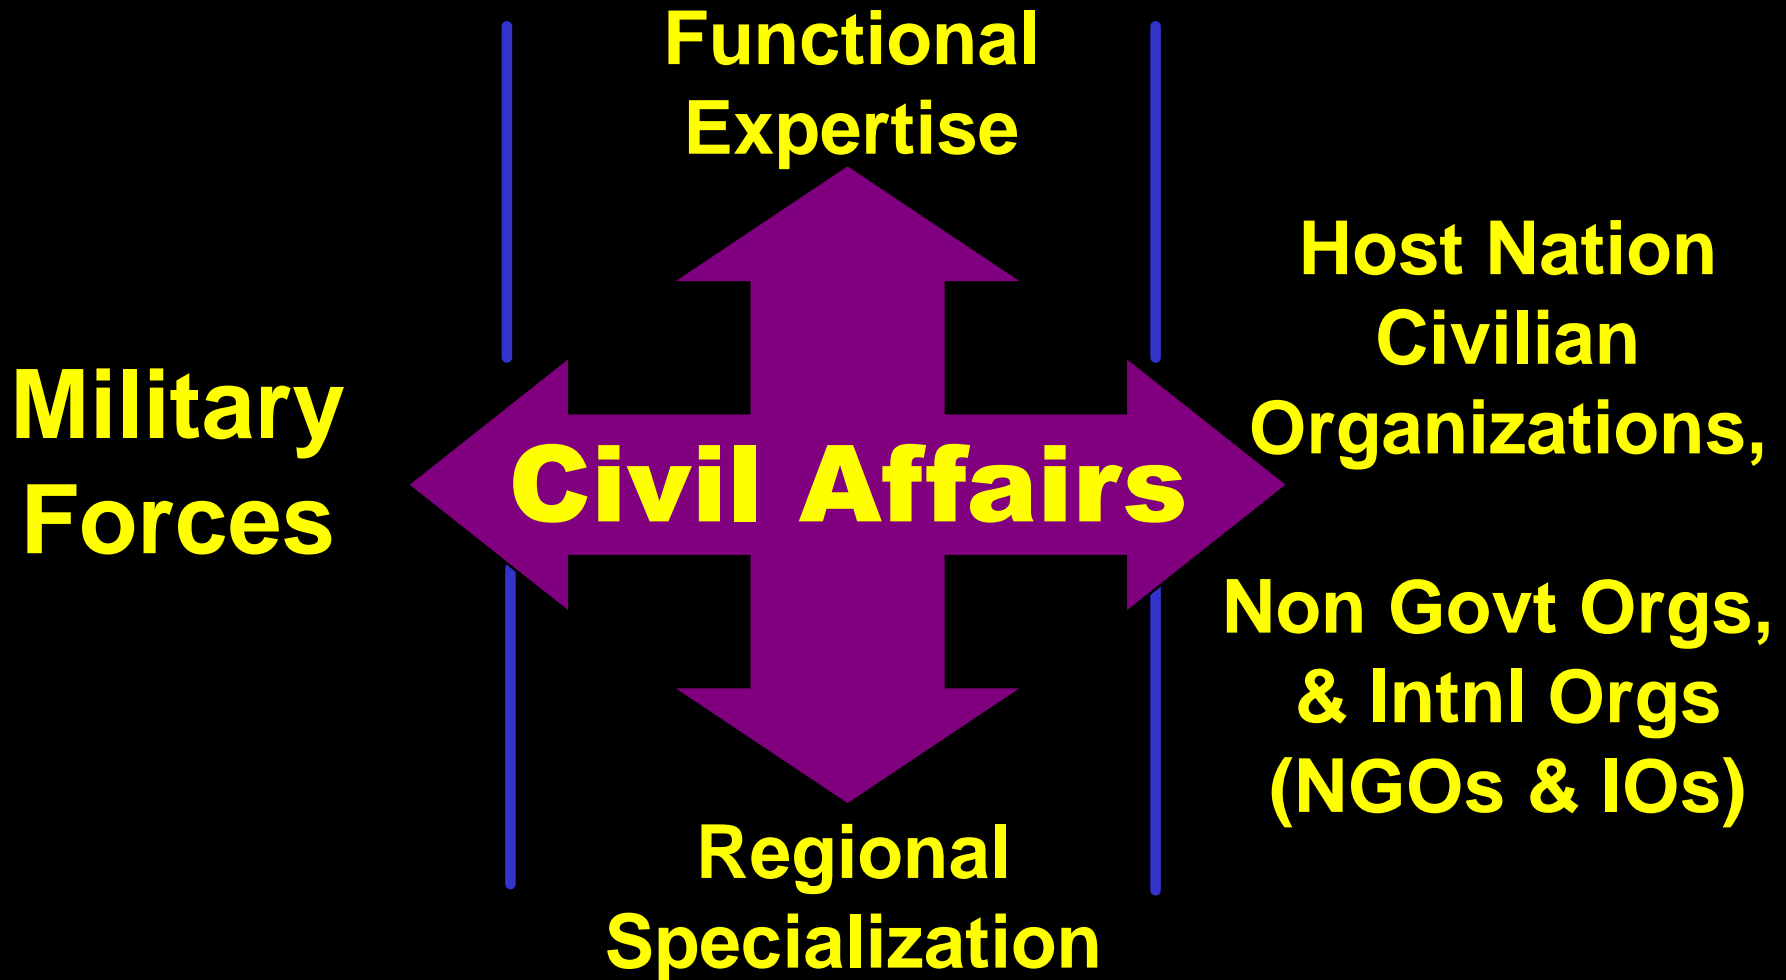 Functional
Expertise
Military
Forces
Civil Affairs
Host Nation
Civilian
Organizations,
Non Govt Orgs,
& Intnl Orgs
(NGOs & IOs)
Regional
Specialization